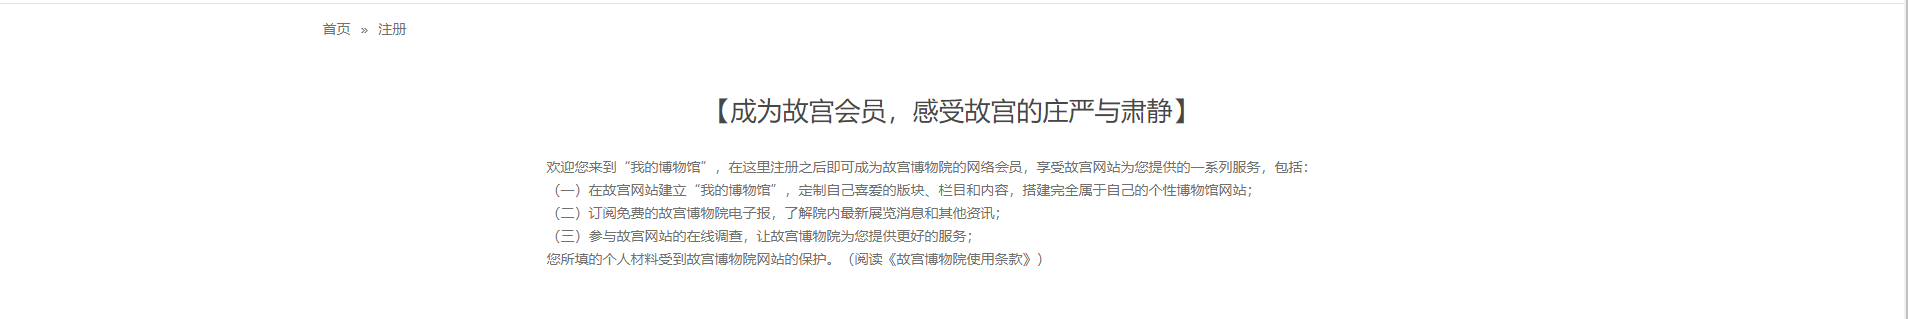 首页 » 注册
【成为故宫会员，感受故宫的庄严与肃静】
欢迎您来到“我的博物馆”，在这里注册之后即可成为故宫博物院的网络会员，享受故宫网站为您提供的一系列服务，包括：
（一）在故宫网站建立“我的博物馆”，定制自己喜爱的版块、栏目和内容，搭建完全属于自己的个性博物馆网站；
（二）订阅免费的故宫博物院电子报，了解院内最新展览消息和其他资讯；
（三）参与故宫网站的在线调查，让故宫博物院为您提供更好的服务；
您所填的个人材料受到故宫博物院网站的保护。（阅读《故宫博物院使用条款》）